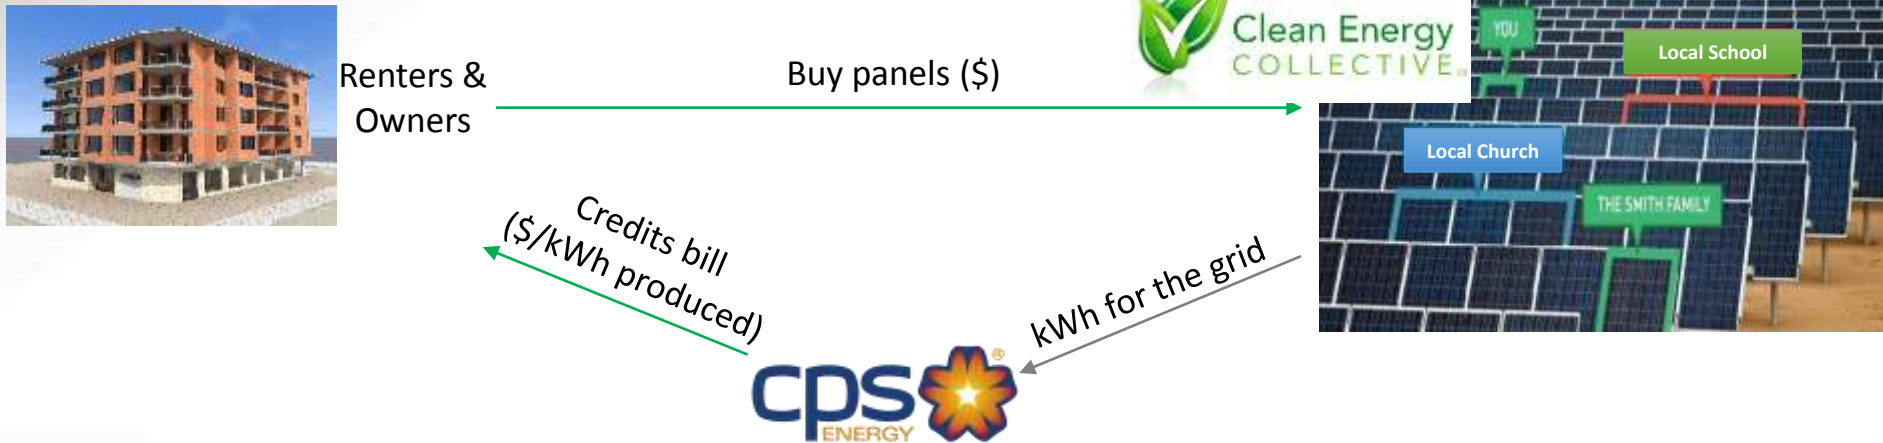 Renters &
Owners
Buy panels ($)
Clean Energy
COLLECTIVE
YOU
Local School
Local Church
THE SMITH FAMILY
Credits bill
($/kWh produced)
kWh for the grid
cps
ENERGY
®